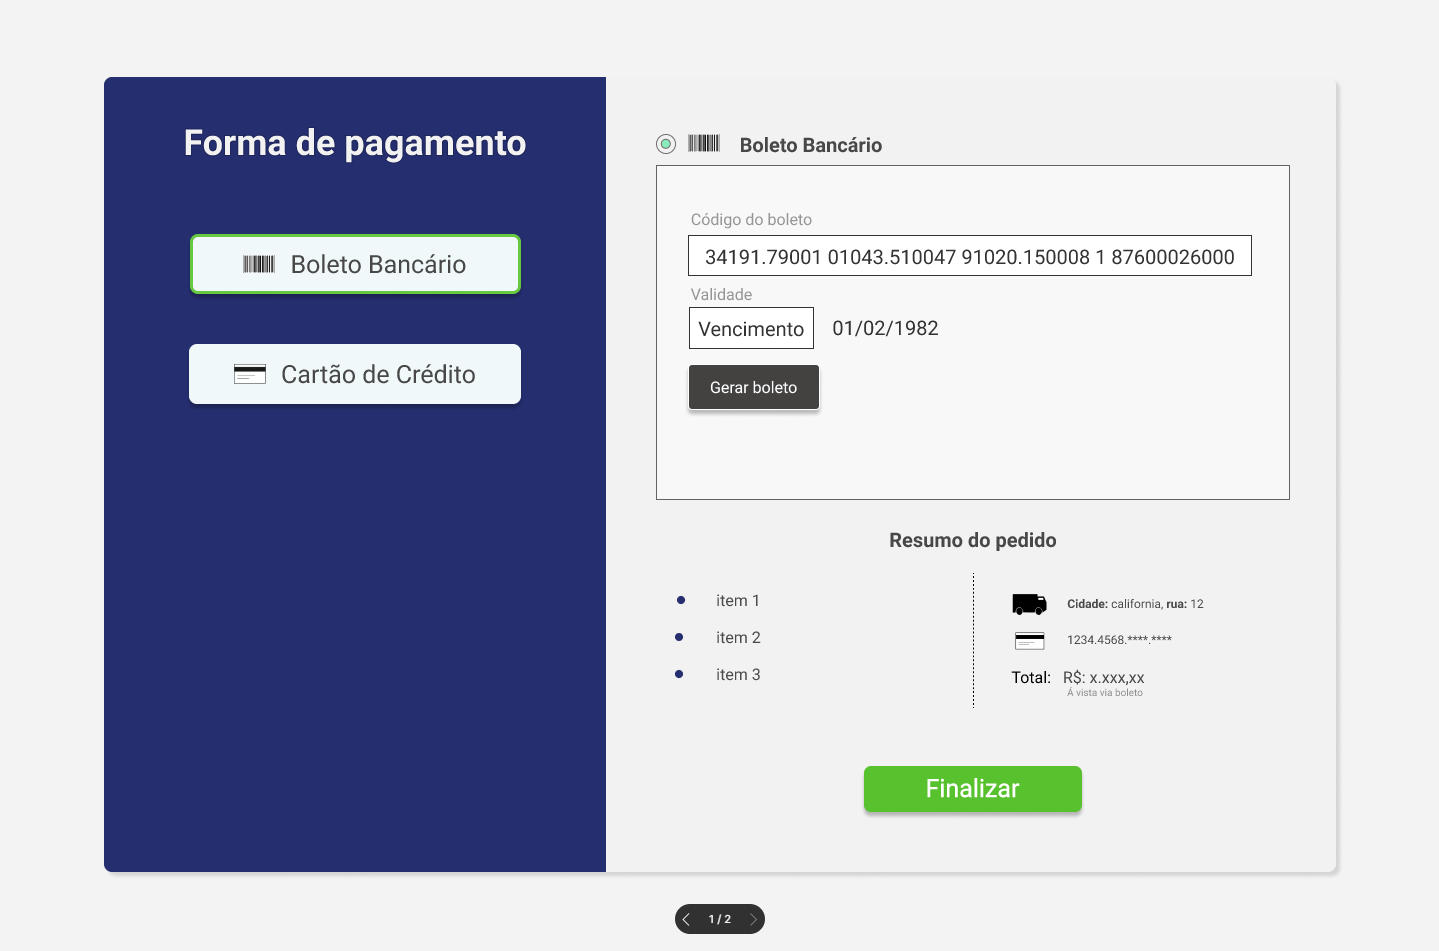 Forma de pagamento
Boleto Bancário
Cartão de Crédito
Boleto Bancário
Código do boleto
34191.79001 01043.510047 91020.150008 1 87600026000
Validade
Vencimento 01/02/1982
Gerar boleto
Resumo do pedido
item 1
item 2
item 3
Cidade: california, rua: 12
1234.4568.****.****
Total: R$: x.xxx,xx
Á vista via boleto
Finalizar
1 / 2